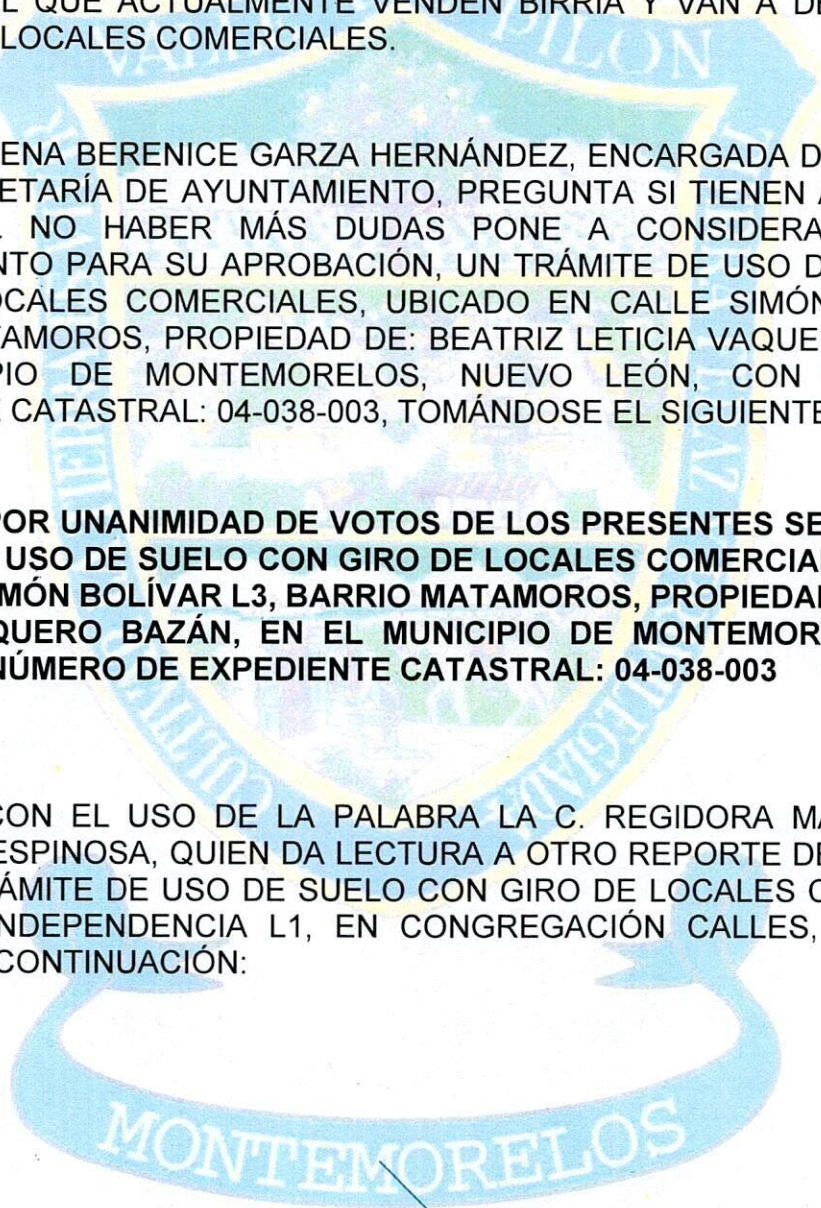 QUE ACTUALMENTE VENDEN BIRRIA Y VAN A
LOCALES COMERCIALES.
ENA BERENICE GARZA HERNÁNDEZ, ENCARGADA D
ETARÍA DE AYUNTAMIENTO, PREGUNTA SI TIENEN
NO HABER MÁS DUDAS PONE A CONSIDERA
NTO PARA SU APROBACIÓN, UN TRÁMITE DE USO D
OCALES COMERCIALES, UBICADO EN CALLE SIMÓN
TAMOROS, PROPIEDAD DE: BEATRIZ LETICIA VAQUE
PIO DE MONTEMORELOS, NUEVO LEÓN, CON
CATASTRAL: 04-038-003, TOMÁNDOSE EL SIGUIENTE
POR UNANIMIDAD DE VOTOS DE LOS PRESENTES SE
USO DE SUELO CON GIRO DE LOCALES COMERCIA
MÓN BOLÍVAR L3, BARRIO MATAMOROS, PROPIEDA
QUERO BAZÁN, EN EL MUNICIPIO DE MONTEMOR
NÚMERO DE EXPEDIENTE CATASTRAL: 04-038-003
CON EL USO DE LA PALABRA LA C. REGIDORA MA
ESPINOSA, QUIEN DA LECTURA A OTRO REPORTE DE
ÁMITE DE USO DE SUELO CON GIRO DE LOCALES C
NDEPENDENCIA L1, EN CONGREGACIÓN CALLES,
CONTINUACIÓN:
PILÓN
MONTEMORELOS